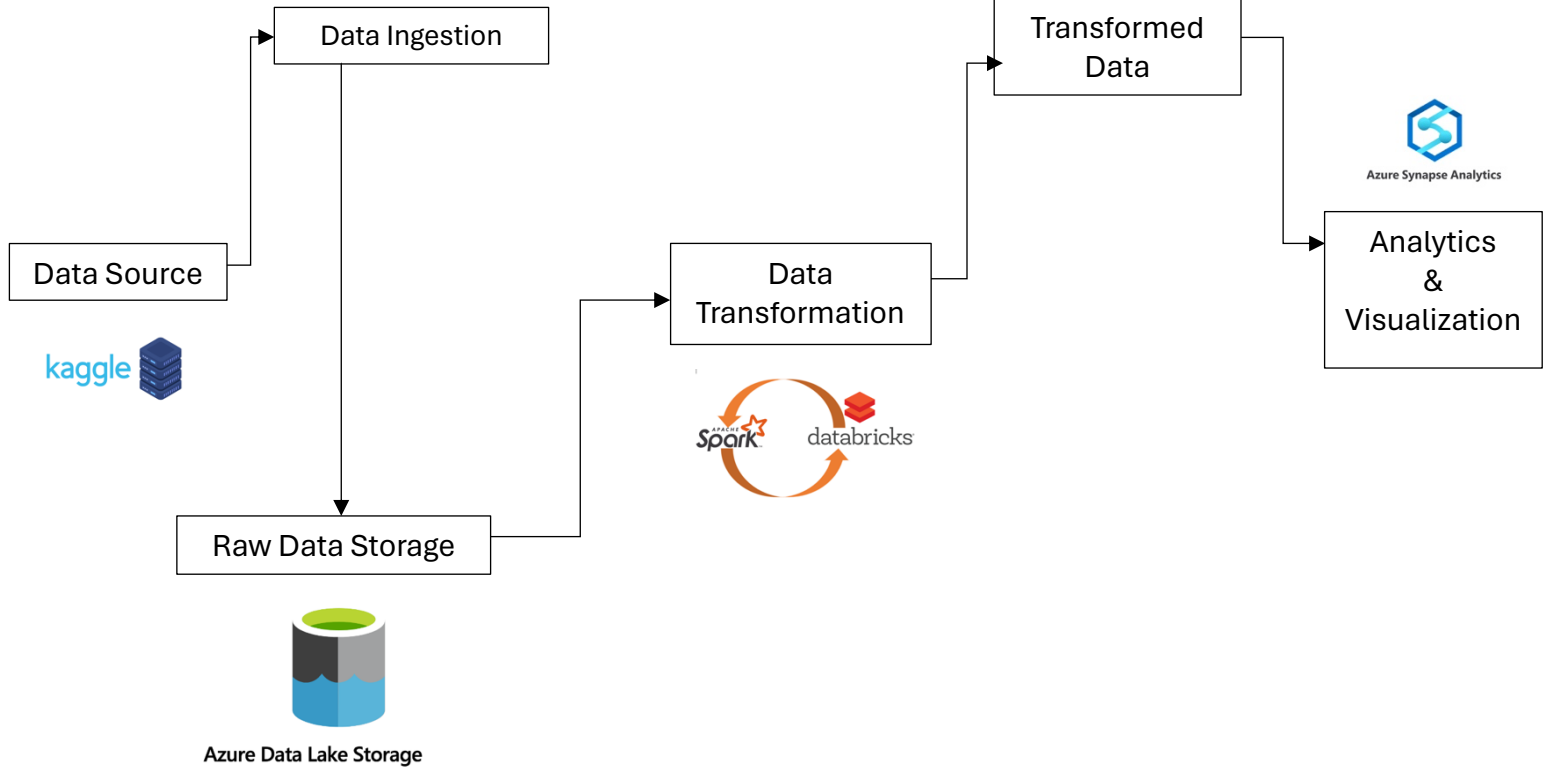 Data Ingestion
Transformed
Data
Azure Synapse Analytics
Data Source
Data
Transformation
Analytics
&
Visualization
kaggle
APACHE
Spark
databricks
Raw Data Storage
Azure Data Lake Storage